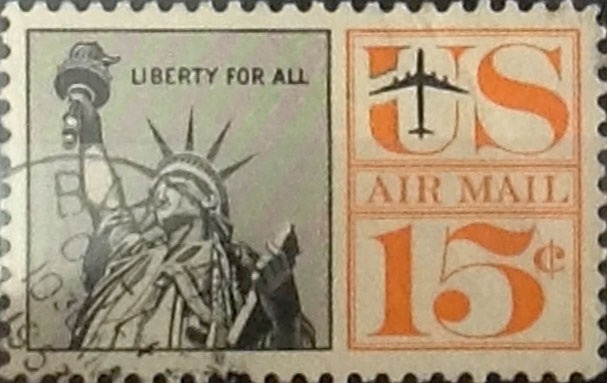 LIBERTY FOR ALL
US
AIR MAIL
15¢